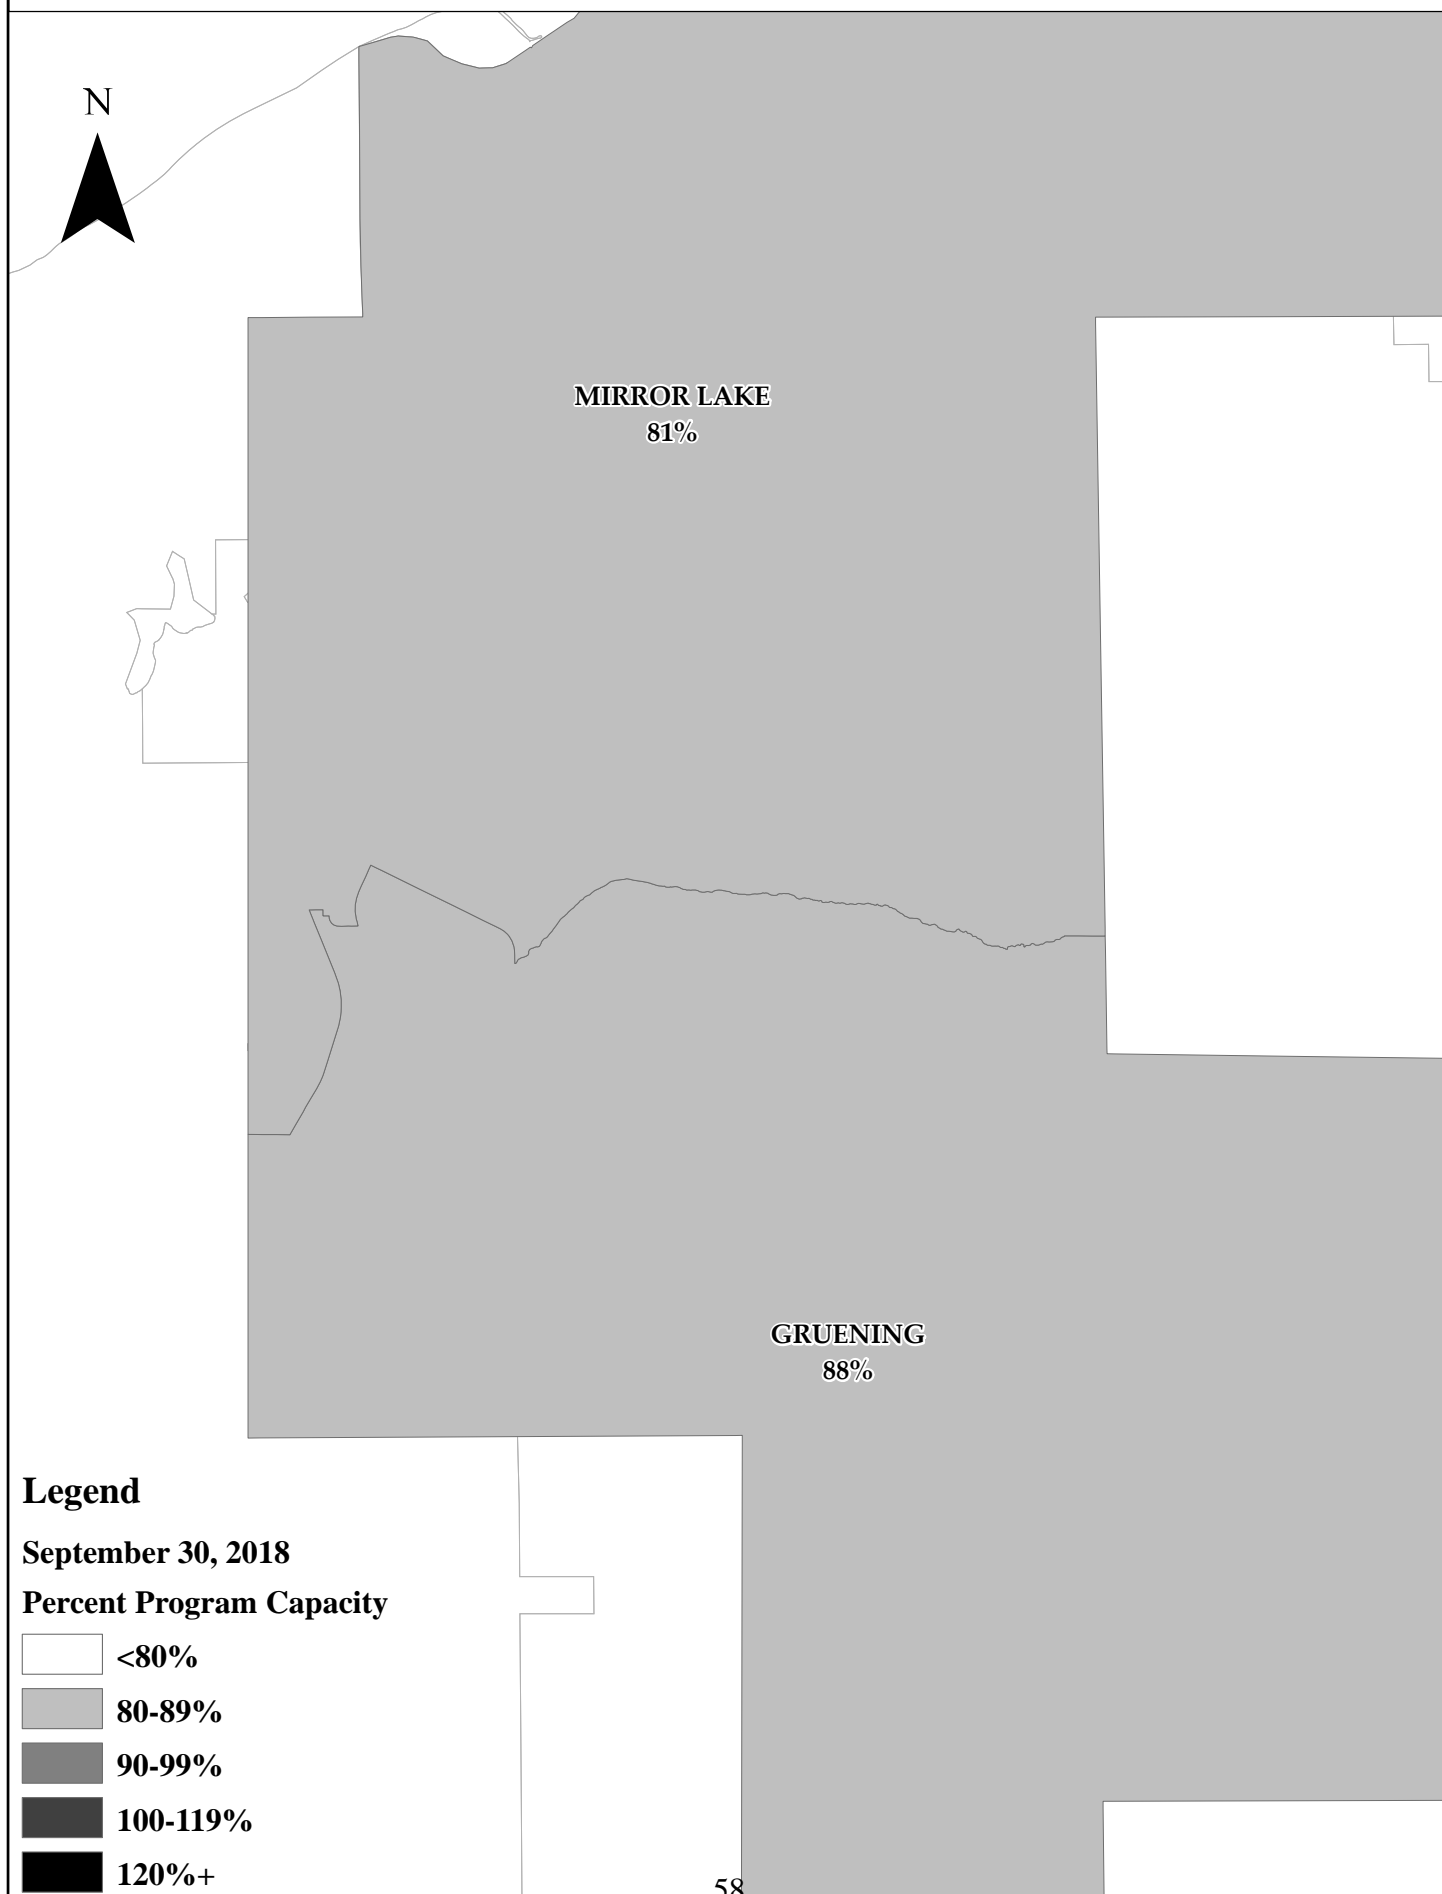 N
MIRROR LAKE
81%
GRUENING
88%
Legend
September 30, 2018
Percent Program Capacity
<80%
80-89%
90-99%
100-119%
120%+
58